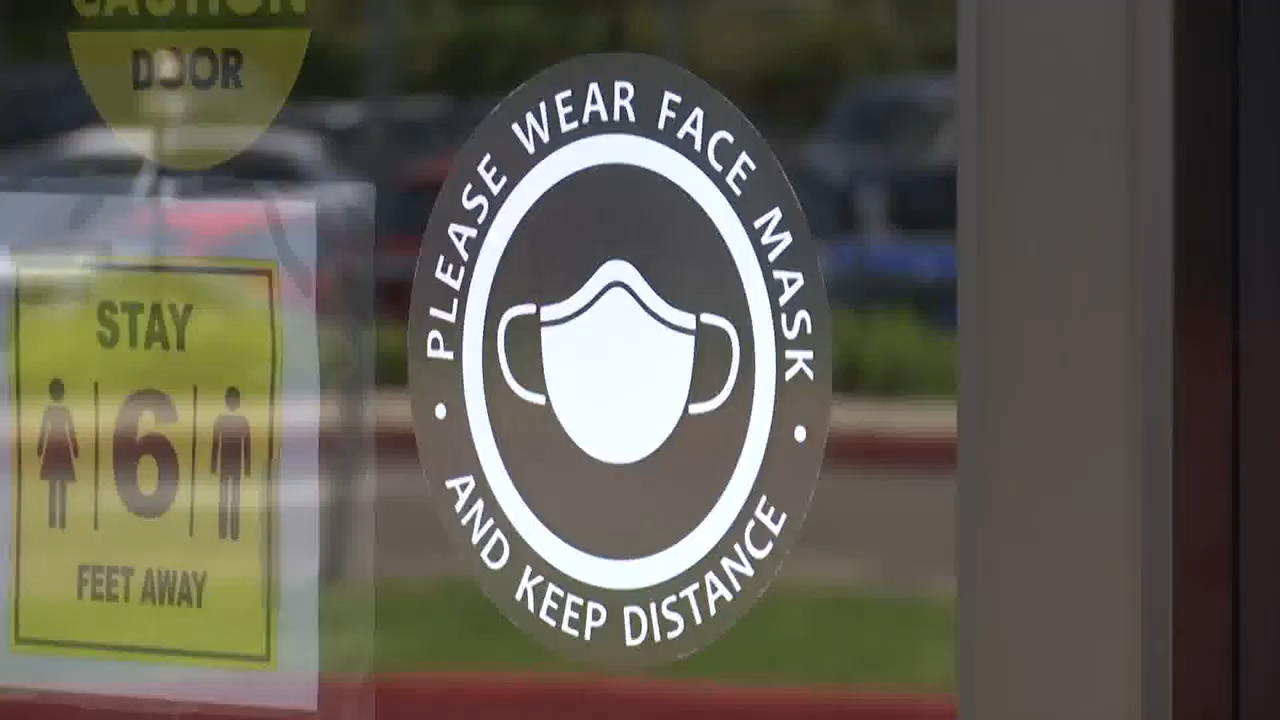 CAUTION
DOOR
STAY
6
FEET AWAY
PLEASE WEAR FACE MASK
• AND KEEP DISTANCE •